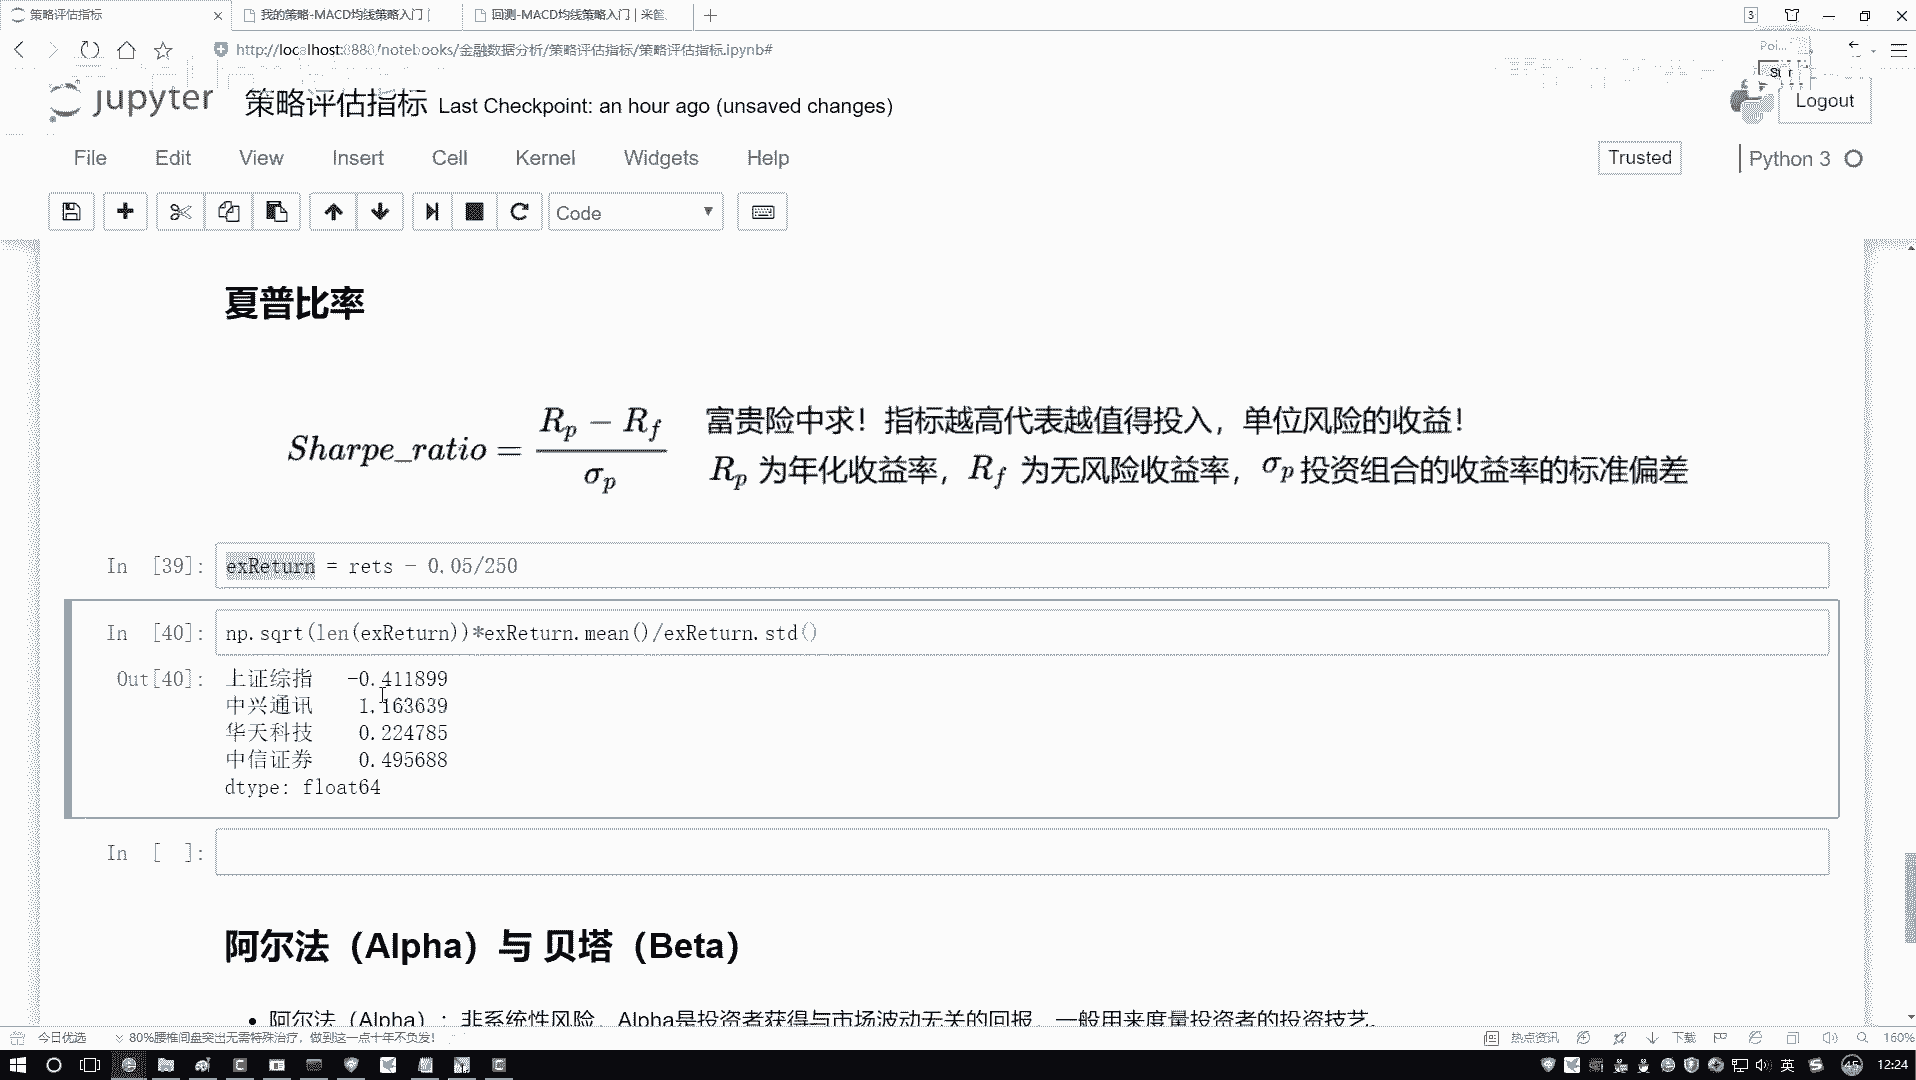 策略评估指标
我的策略-MACD均线策略入门 |
回测-MACD均线策略入门 | 米筐
3
http://localhost:8880/notebooks/金融数据分析/策略评估指标/策略评估指标.ipynb#
jupyter 策略评估指标 Last Checkpoint: an hour ago (unsaved changes)
Logout
File Edit View Insert Cell Kernel Widgets Help
Trusted
Python 3
Code
夏普比率
Sharpe_ratio = (Rp − Rf) / σp
富贵险中求！指标越高代表越值得投入，单位风险的收益！
Rp 为年化收益率，Rf 为无风险收益率，σp 投资组合的收益率的标准偏差
In [39]: exReturn = rets - 0.05/250
In [40]: np.sqrt(len(exReturn))*exReturn.mean()/exReturn.std()
Out[40]: 上证综指 -0.411899
中兴通讯 1.163639
华天科技 0.224785
中信证券 0.495688
dtype: float64
In [ ]:
阿尔法（Alpha）与 贝塔（Beta）
• 阿尔法（Alpha）：非系统性风险，Alpha是投资者获得与市场波动无关的回报，一般用来度量投资者的投资技艺。
今日优选 80%腰椎间盘突出无需特殊治疗，做到这一点十年不负发！
热点资讯 下载 160%
英 45 12:24